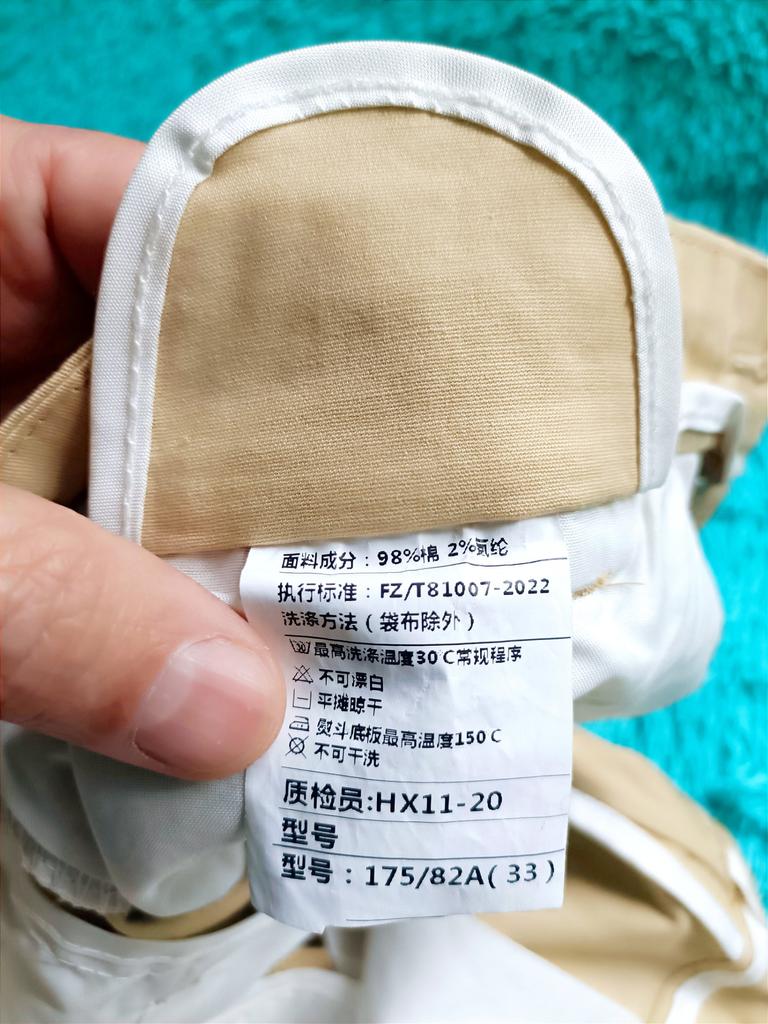 面料成分：98%棉 2%氨纶
执行标准：FZ/T81007-2022
洗涤方法（袋布除外）
最高洗涤温度30℃常规程序
不可漂白
平摊晾干
熨斗底板最高温度150℃
不可干洗
质检员:HX11-20
型号
型号：175/82A(33)